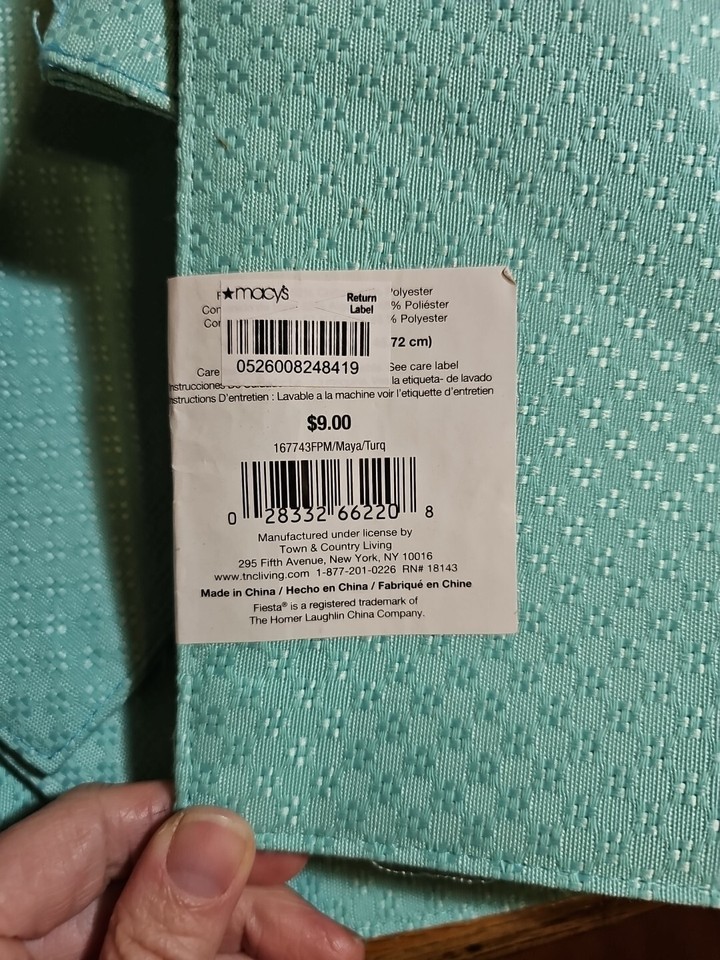 ★macy's
Return
Label
0526008248419
F
Con
Con
Polyester
% Poliéster
% Polyester
72 cm)
Care
See care label
la etiqueta- de lavado
nstructions D'entretien : Lavable a la machine voir l'etiquette d'entretien
$9.00
167743FPM/Maya/Turq
0 28332 66220 8
Manufactured under license by
Town & Country Living
295 Fifth Avenue, New York, NY 10016
www.tncliving.com 1-877-201-0226 RN# 18143
Made in China / Hecho en China / Fabriqué en Chine
Fiesta® is a registered trademark of
The Homer Laughlin China Company.